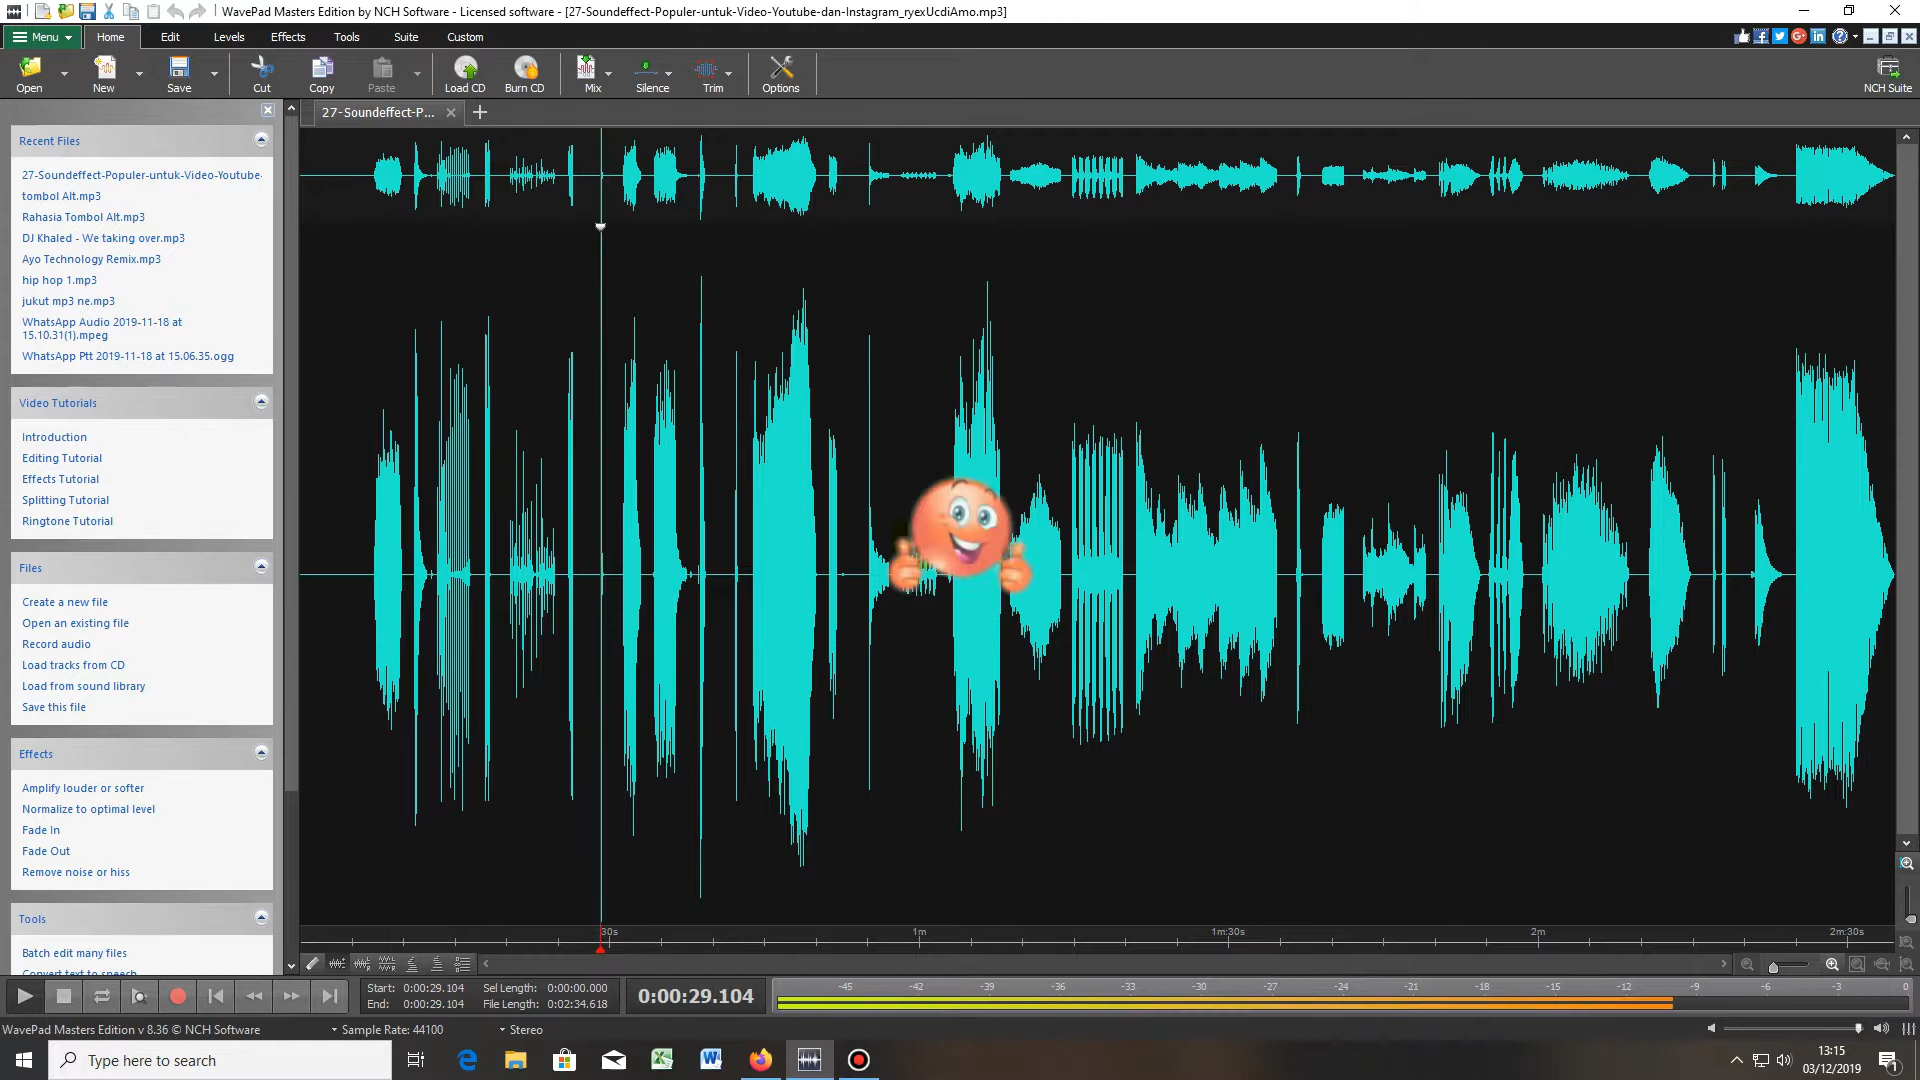 WavePad Masters Edition by NCH Software - Licensed software - [27-Soundeffect-Populer-untuk-Video-Youtube-dan-Instagram_ryexUcdiAmo.mp3]
Menu Home Edit Levels Effects Tools Suite Custom
Open New Save Cut Copy Paste Load CD Burn CD Mix Silence Trim Options NCH Suite
27-Soundeffect-P...
Recent Files
27-Soundeffect-Populer-untuk-Video-Youtube-
tombol Alt.mp3
Rahasia Tombol Alt.mp3
DJ Khaled - We taking over.mp3
Ayo Technology Remix.mp3
hip hop 1.mp3
jukut mp3 ne.mp3
WhatsApp Audio 2019-11-18 at
15.10.31(1).mpeg
WhatsApp Ptt 2019-11-18 at 15.06.35.ogg
Video Tutorials
Introduction
Editing Tutorial
Effects Tutorial
Splitting Tutorial
Ringtone Tutorial
Files
Create a new file
Open an existing file
Record audio
Load tracks from CD
Load from sound library
Save this file
Effects
Amplify louder or softer
Normalize to optimal level
Fade In
Fade Out
Remove noise or hiss
Tools
Batch edit many files
Convert text to speech
30s 1m 1m:30s 2m 2m:30s
Start: 0:00:29.104 Sel Length: 0:00:00.000
End: 0:00:29.104 File Length: 0:02:34.618
0:00:29.104
-45 -42 -39 -36 -33 -30 -27 -24 -21 -18 -15 -12 -9 -6 -3 0
WavePad Masters Edition v 8.36 © NCH Software Sample Rate: 44100 Stereo
Type here to search
13:15
03/12/2019
1